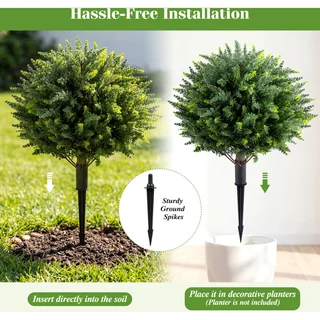 Hassle-Free Installation
Sturdy
Ground
Spikes
Insert directly into the soil
Place it in decorative planters
(Planter is not included)